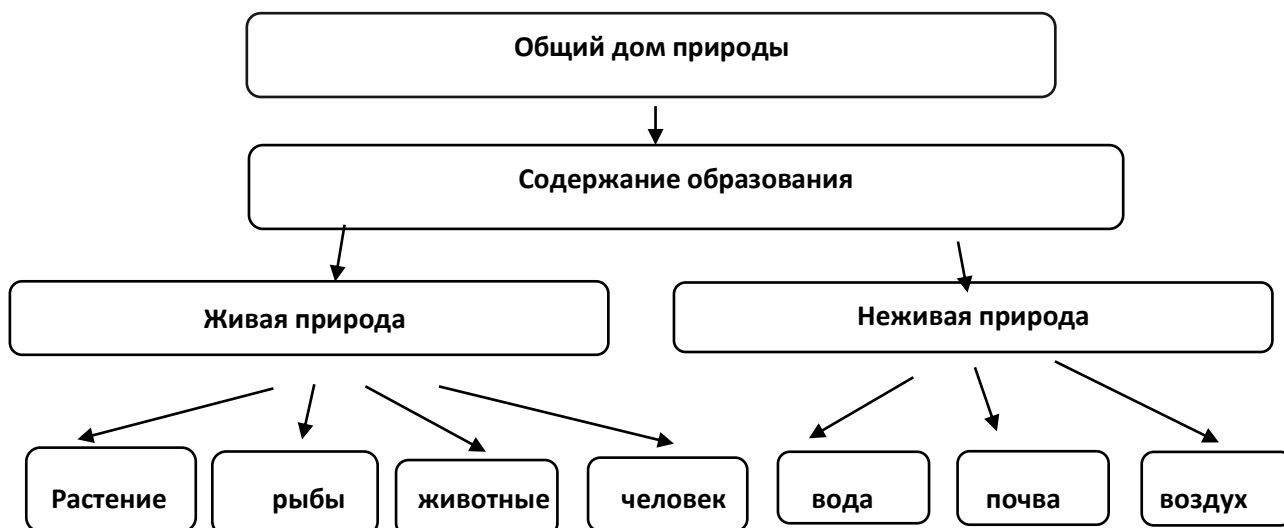 Общий дом природы
Содержание образования
Живая природа
Неживая природа
Растение
рыбы
животные
человек
вода
почва
воздух